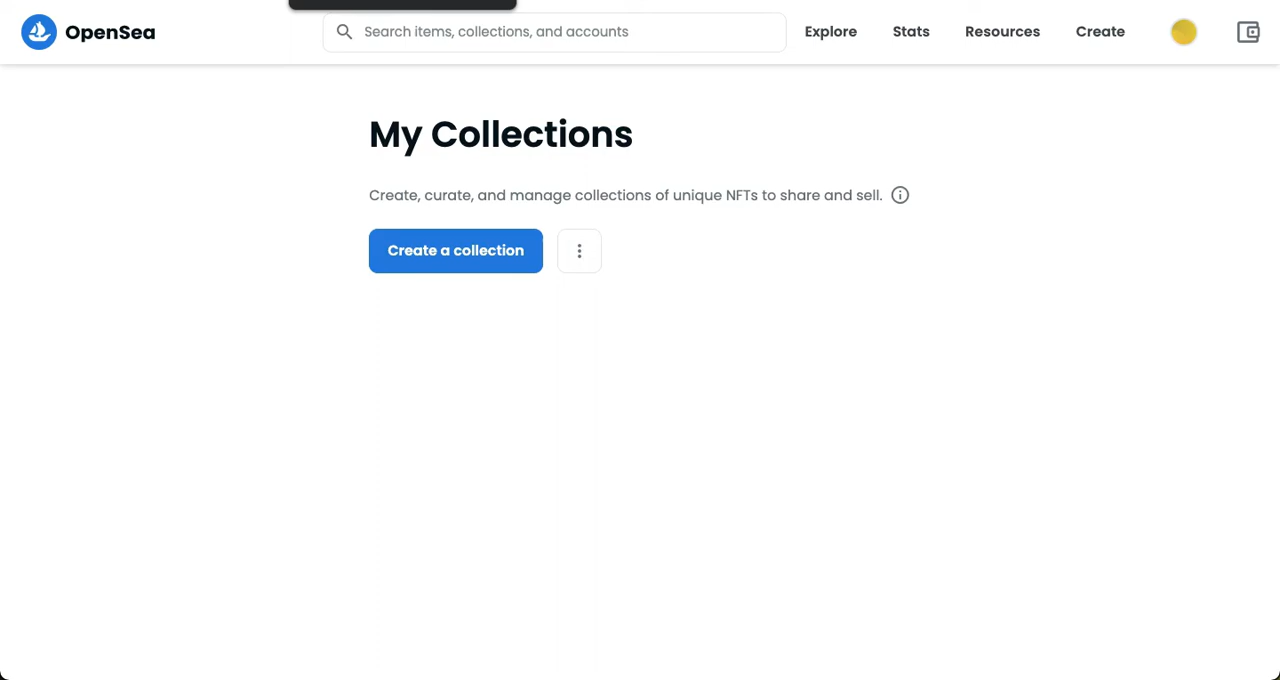 OpenSea
Search items, collections, and accounts
Explore
Stats
Resources
Create
My Collections
Create, curate, and manage collections of unique NFTs to share and sell.
Create a collection